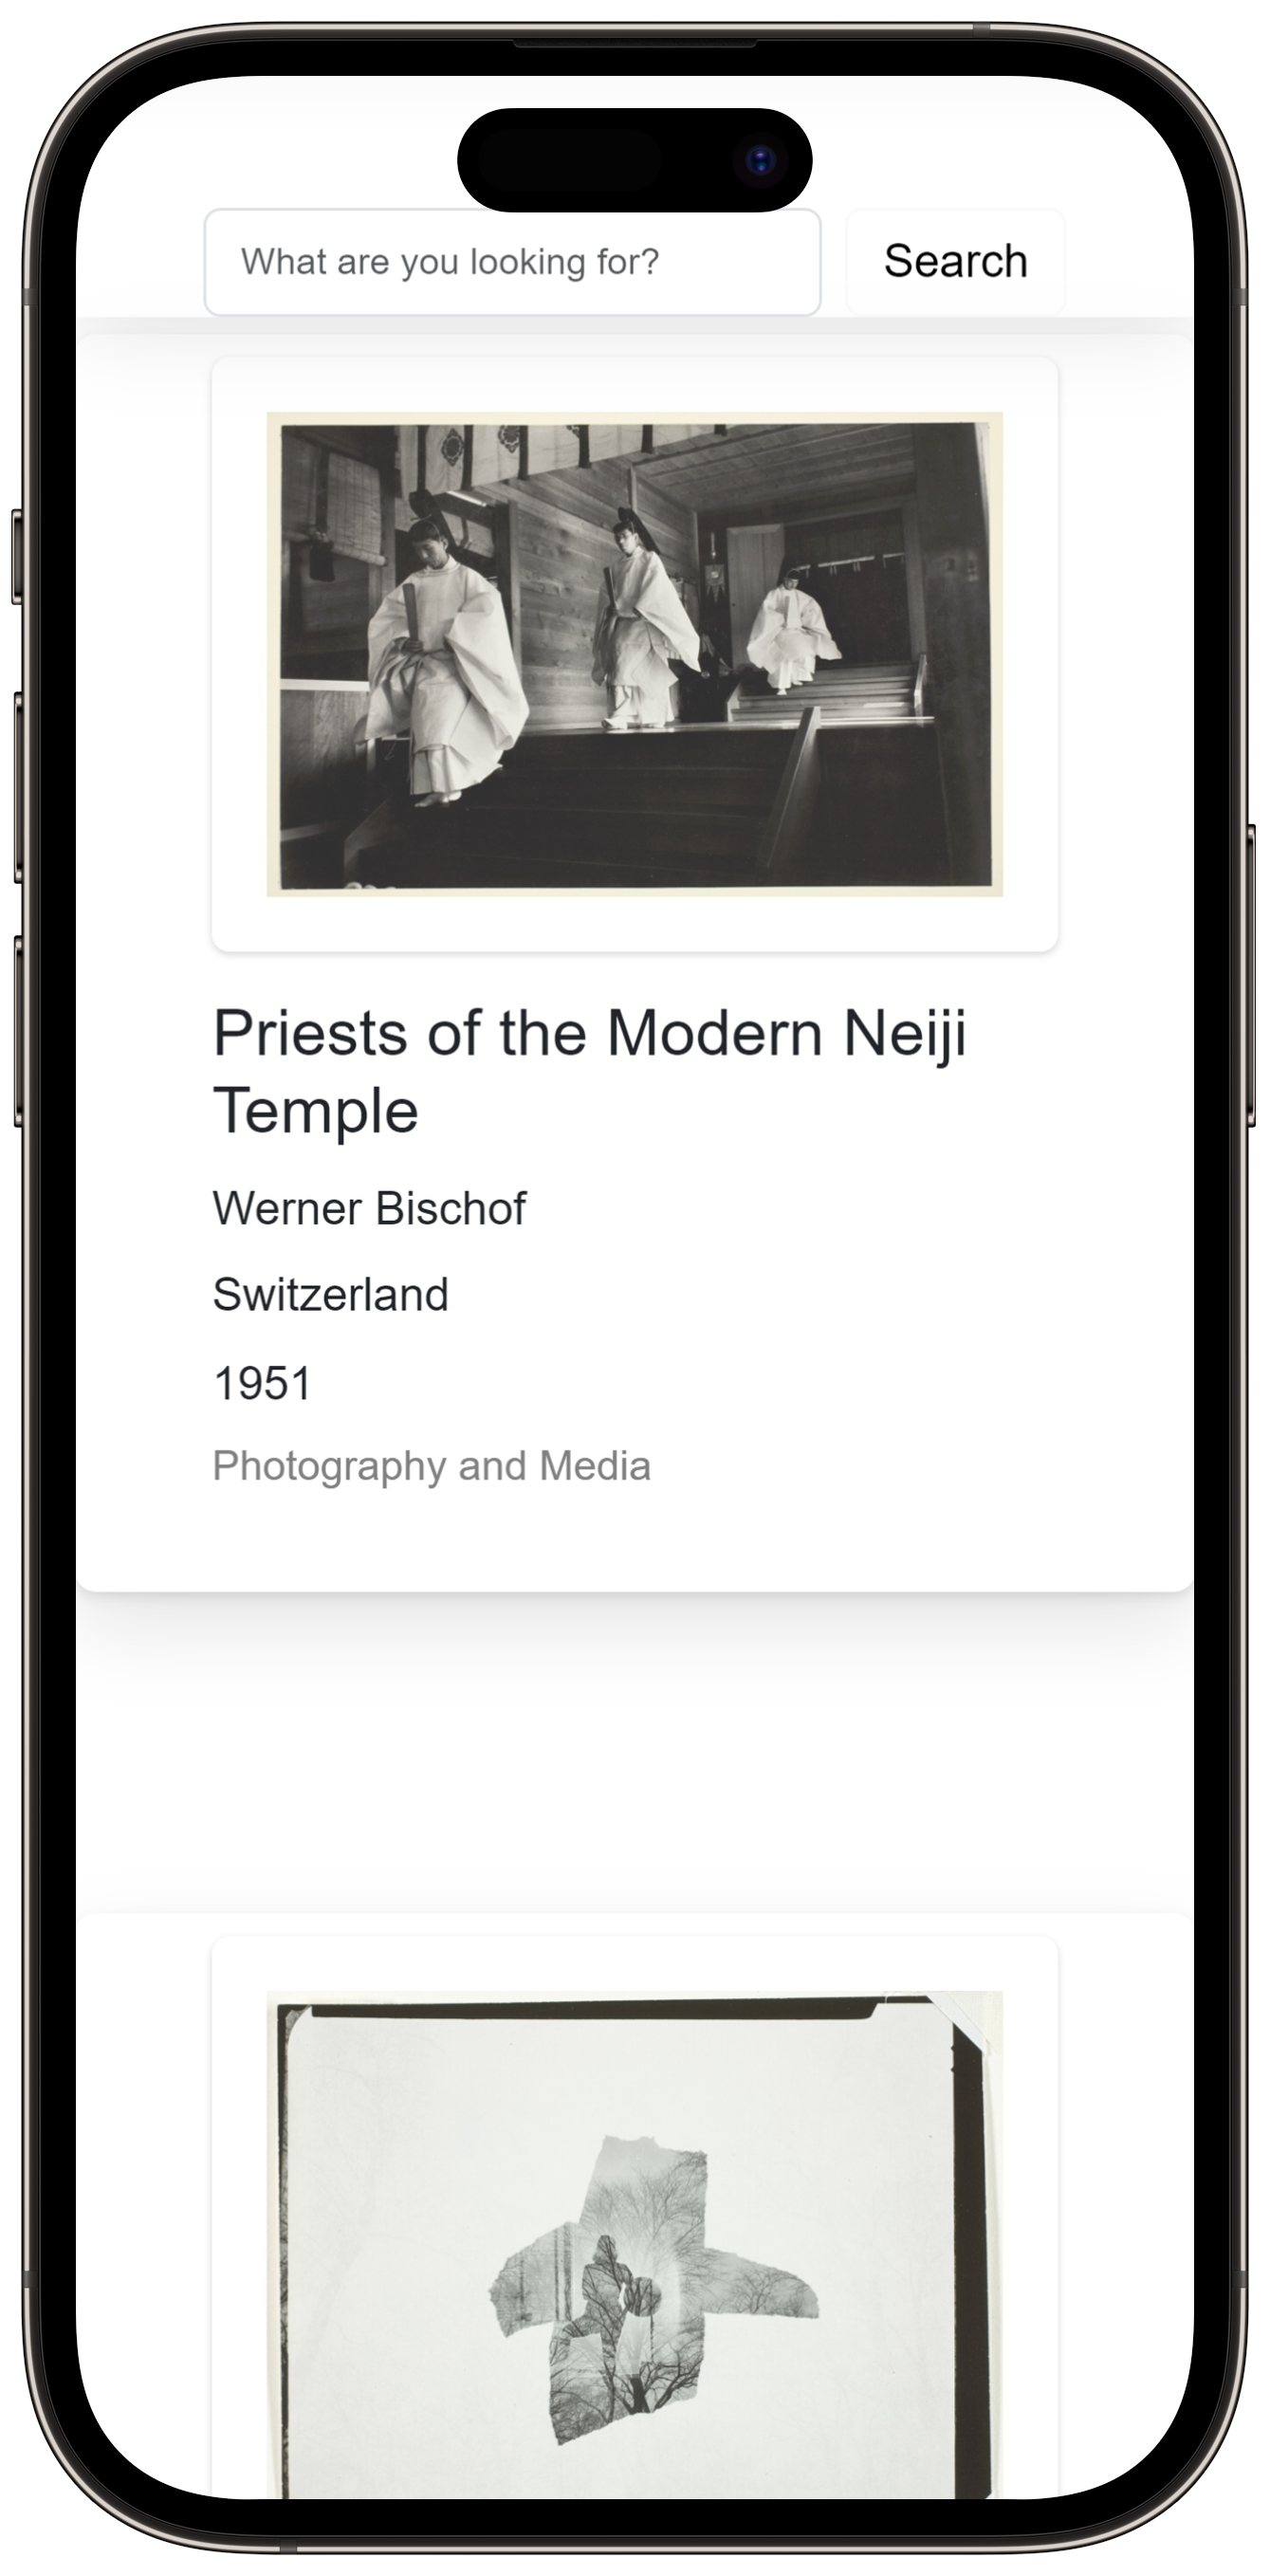 What are you looking for?
Search
Priests of the Modern Neiji
Temple
Werner Bischof
Switzerland
1951
Photography and Media